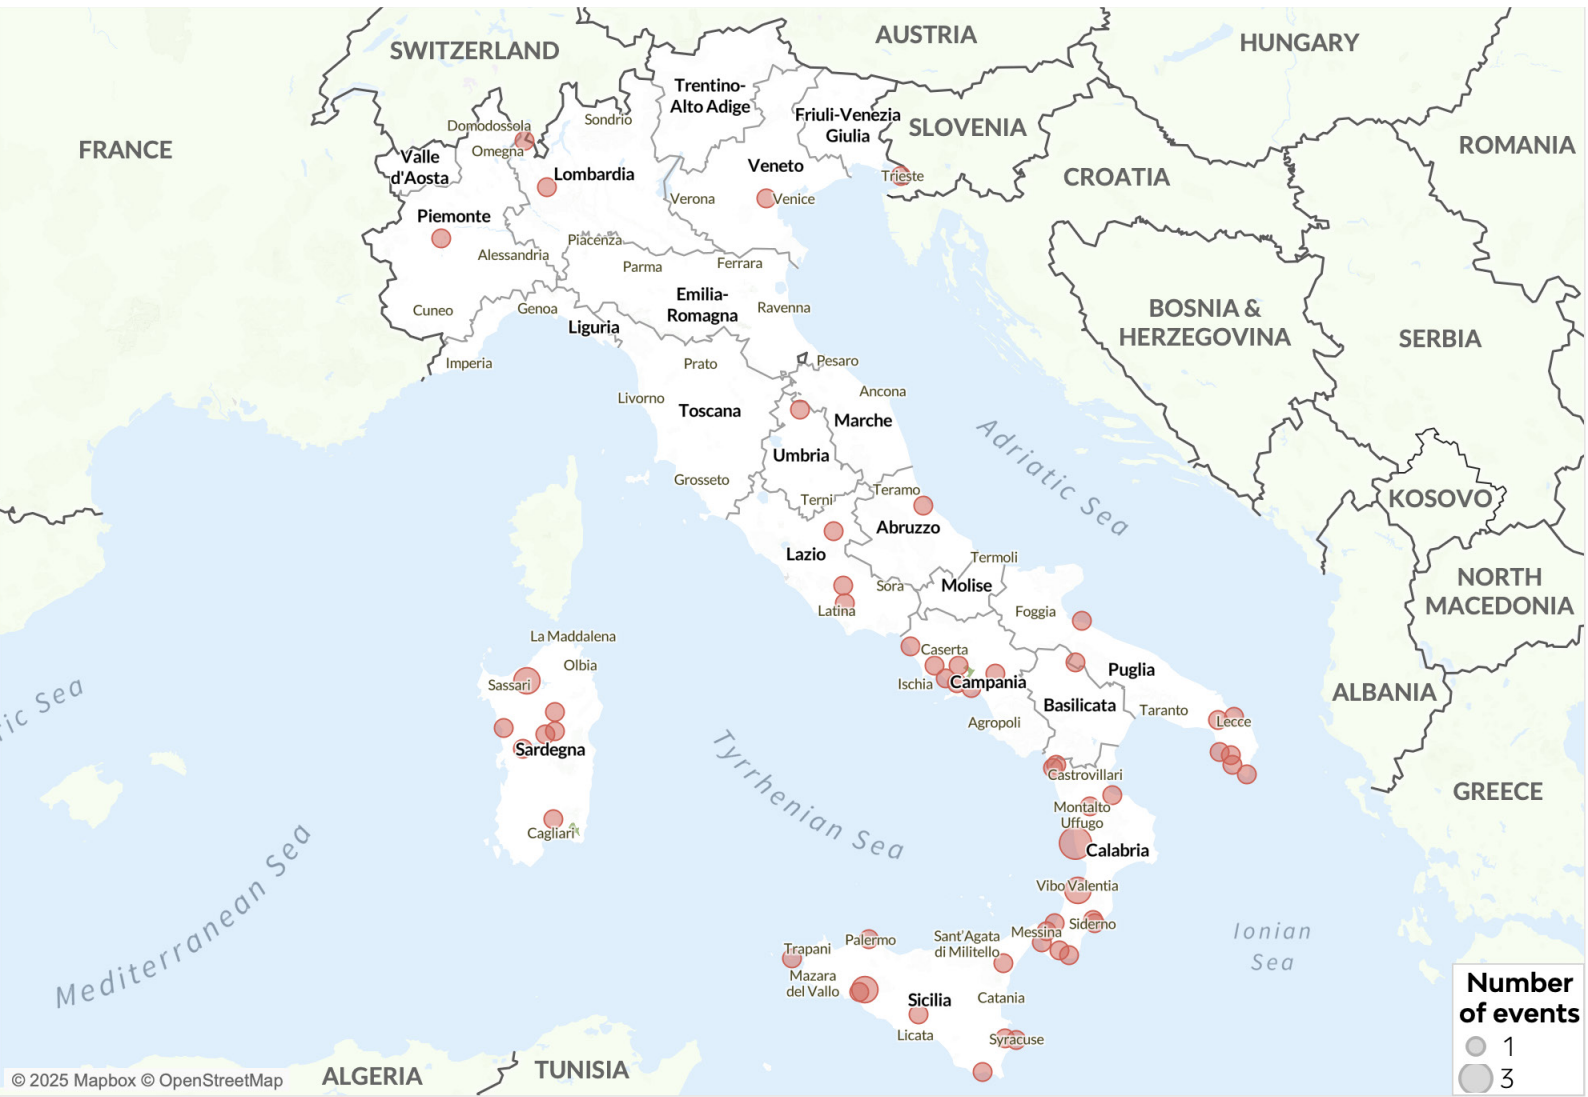 AUSTRIA
HUNGARY
SWITZERLAND
Trentino-
Alto Adige
Friuli-Venezia
Giulia
SLOVENIA
ROMANIA
FRANCE
Domodossola
Sondrio
Omegna
Valle
d'Aosta
Lombardia
Veneto
Trieste
CROATIA
Verona
Venice
Piemonte
Piacenza
Alessandria
Parma
Ferrara
Emilia-
Romagna
Ravenna
Cuneo
Genoa
Liguria
BOSNIA &
HERZEGOVINA
SERBIA
Imperia
Prato
Pesaro
Livorno
Ancona
Toscana
Marche
Umbria
Adriatic Sea
Grosseto
Terni
Teramo
KOSOVO
Abruzzo
Lazio
Termoli
Sora
Molise
NORTH
MACEDONIA
Latina
Foggia
La Maddalena
Olbia
Caserta
Sassari
Ischia
Campania
Puglia
ALBANIA
ic Sea
Basilicata
Taranto
Agropoli
Lecce
Sardegna
Tyrrhenian Sea
Castrovillari
GREECE
Montalto
Uffugo
Cagliari
Calabria
Mediterranean Sea
Vibo Valentia
Siderno
Messina
Sant'Agata
di Militello
Palermo
Trapani
Ionian
Sea
Mazara
del Vallo
Sicilia
Catania
Licata
Syracuse
Number
of events
1
3
ALGERIA
TUNISIA
© 2025 Mapbox © OpenStreetMap